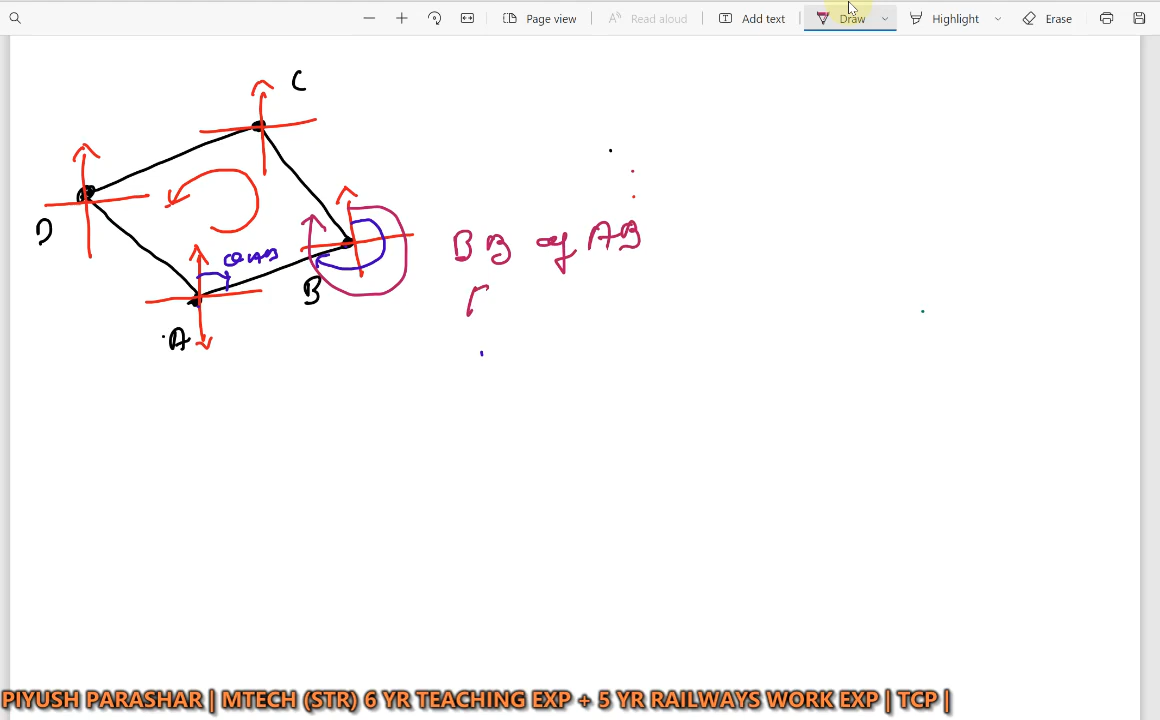 Page view
Read aloud
Add text
Draw
Highlight
Erase
C
D
B
A
BB of AB
PIYUSH PARASHAR | MTECH (STR) 6 YR TEACHING EXP + 5 YR RAILWAYS WORK EXP | TCP |